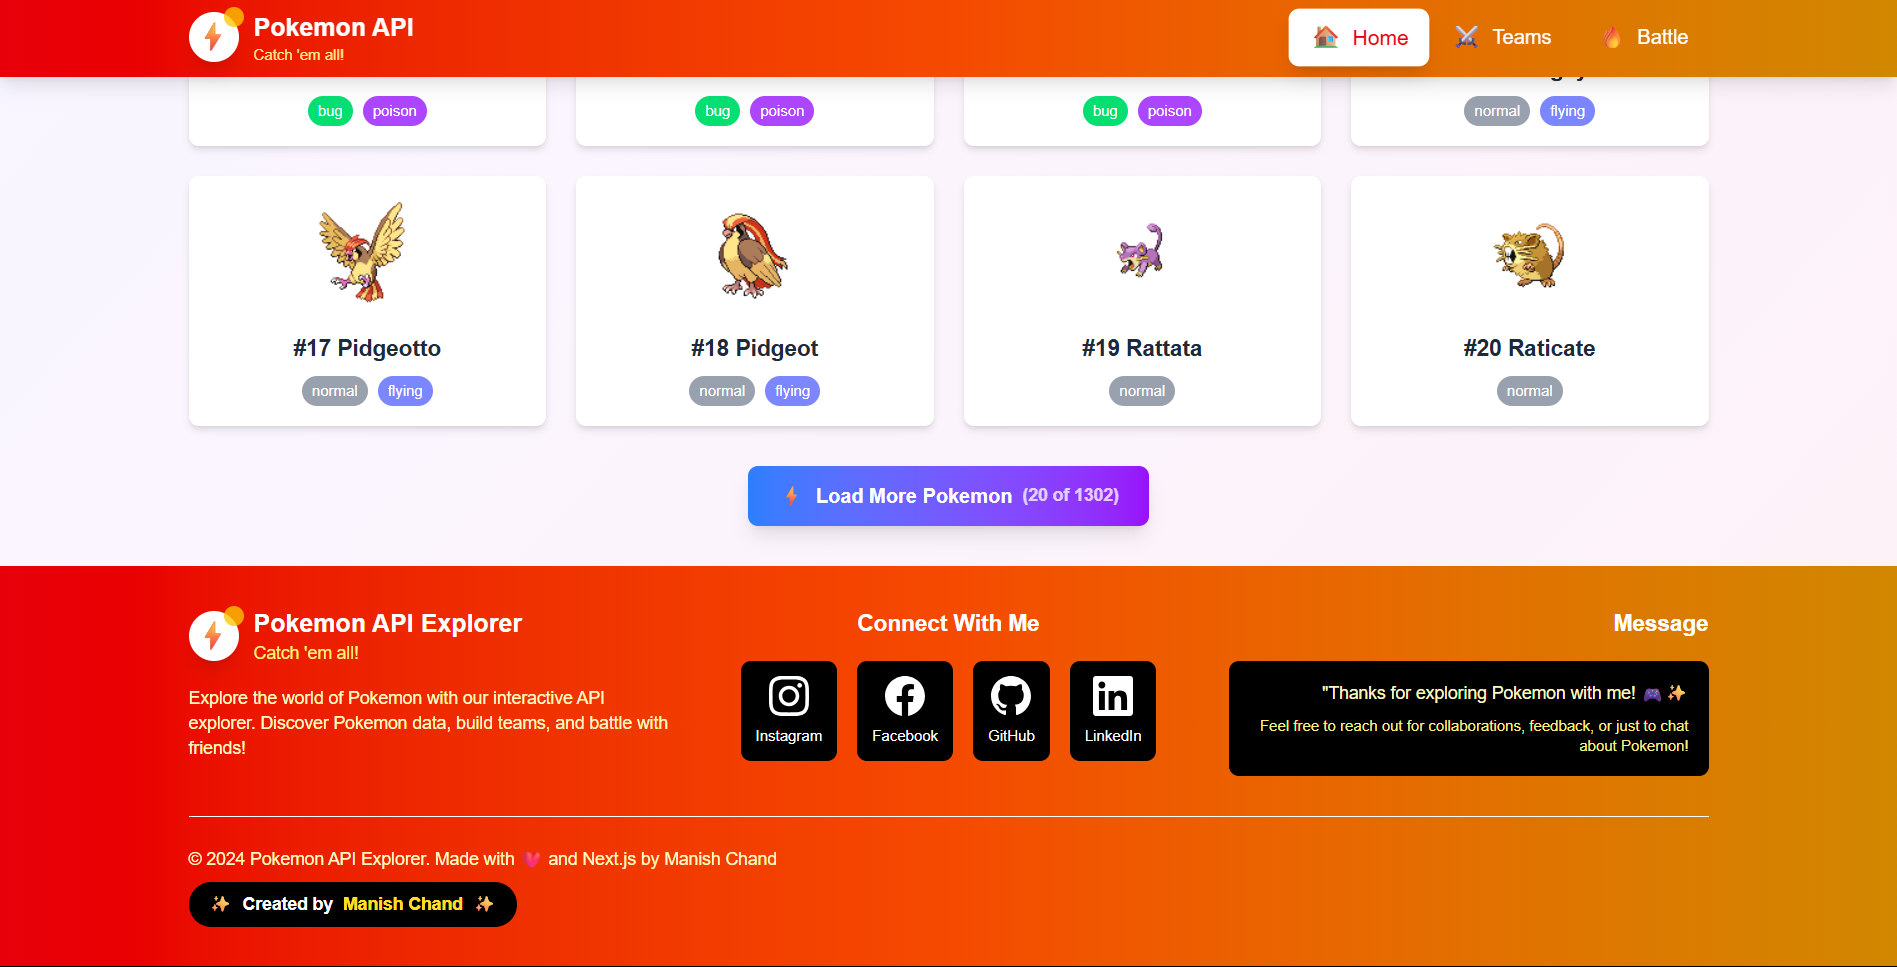 Pokemon API
Catch 'em all!
Home
Teams
Battle
bug poison
bug poison
bug poison
normal flying
#17 Pidgeotto
normal flying
#18 Pidgeot
normal flying
#19 Rattata
normal
#20 Raticate
normal
Load More Pokemon (20 of 1302)
Pokemon API Explorer
Catch 'em all!
Explore the world of Pokemon with our interactive API
explorer. Discover Pokemon data, build teams, and battle with
friends!
Connect With Me
Instagram
Facebook
GitHub
LinkedIn
Message
"Thanks for exploring Pokemon with me! 🎮✨
Feel free to reach out for collaborations, feedback, or just to chat
about Pokemon!
© 2024 Pokemon API Explorer. Made with 💗 and Next.js by Manish Chand
✨ Created by Manish Chand ✨